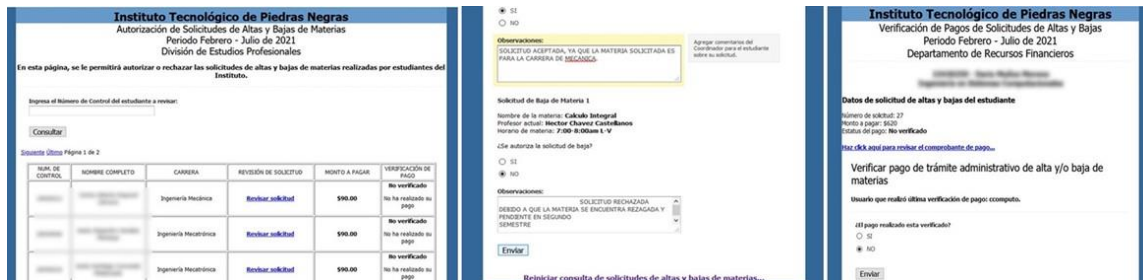 Instituto Tecnológico de Piedras Negras
Autorización de Solicitudes de Altas y Bajas de
Materias
Periodo Febrero - Julio de 2021
División de Estudios Profesionales
En esta página, se le permitirá autorizar o rechazar las solicitudes de altas y bajas de materias realizadas por estudiantes del
Instituto.
Ingresa el Número de Control del estudiante a revisar:
Consultar
Siguiente Último Página 1 de 2
NUM. DE CONTROL NOMBRE COMPLETO CARRERA REVISIÓN DE SOLICITUD MONTO A PAGAR VERIFICACIÓN DE PAGO
Ingeniería Mecánica Revisar solicitud $90.00 No verificado No ha realizado su pago
Ingeniería Mecatrónica Revisar solicitud $90.00 No verificado No ha realizado su pago
Ingeniería Mecatrónica Revisar solicitud $90.00 No verificado No ha realizado su pago
SI
NO
Observaciones:
SOLICITUD ACEPTADA, YA QUE LA MATERIA SOLICITADA ES
PARA LA CARRERA DE MECANICA.
Agregar comentarios del
Coordinador para el estudiante
sobre su solicitud.
Solicitud de Baja de Materia 1
Nombre de la materia: Calculo Integral
Profesor actual: Hector Chavez Castellanos
Horario de materia: 7:00-8:00am L-V
¿Se autoriza la solicitud de baja?
SI
NO
Observaciones:
SOLICITUD RECHAZADA
DEBIDO A QUE LA MATERIA SE ENCUENTRA REZAGADA Y
PENDIENTE EN SEGUNDO
SEMESTRE
Enviar
Reiniciar consulta de solicitudes de altas y bajas de materias...
Instituto Tecnológico de Piedras Negras
Verificación de Pagos de Solicitudes de Altas y Bajas
Periodo Febrero - Julio de 2021
Departamento de Recursos Financieros
Datos de solicitud de altas y bajas del estudiante
Número de solicitud: 27
Monto a pagar: $620
Estatus del pago: No verificado
Haz click aquí para revisar el comprobante de pago...
Verificar pago de trámite administrativo de alta y/o baja de
materias
Usuario que realizó última verificación de pago: ccomputo.
¿El pago realizado esta verificado?
SI
NO
Enviar